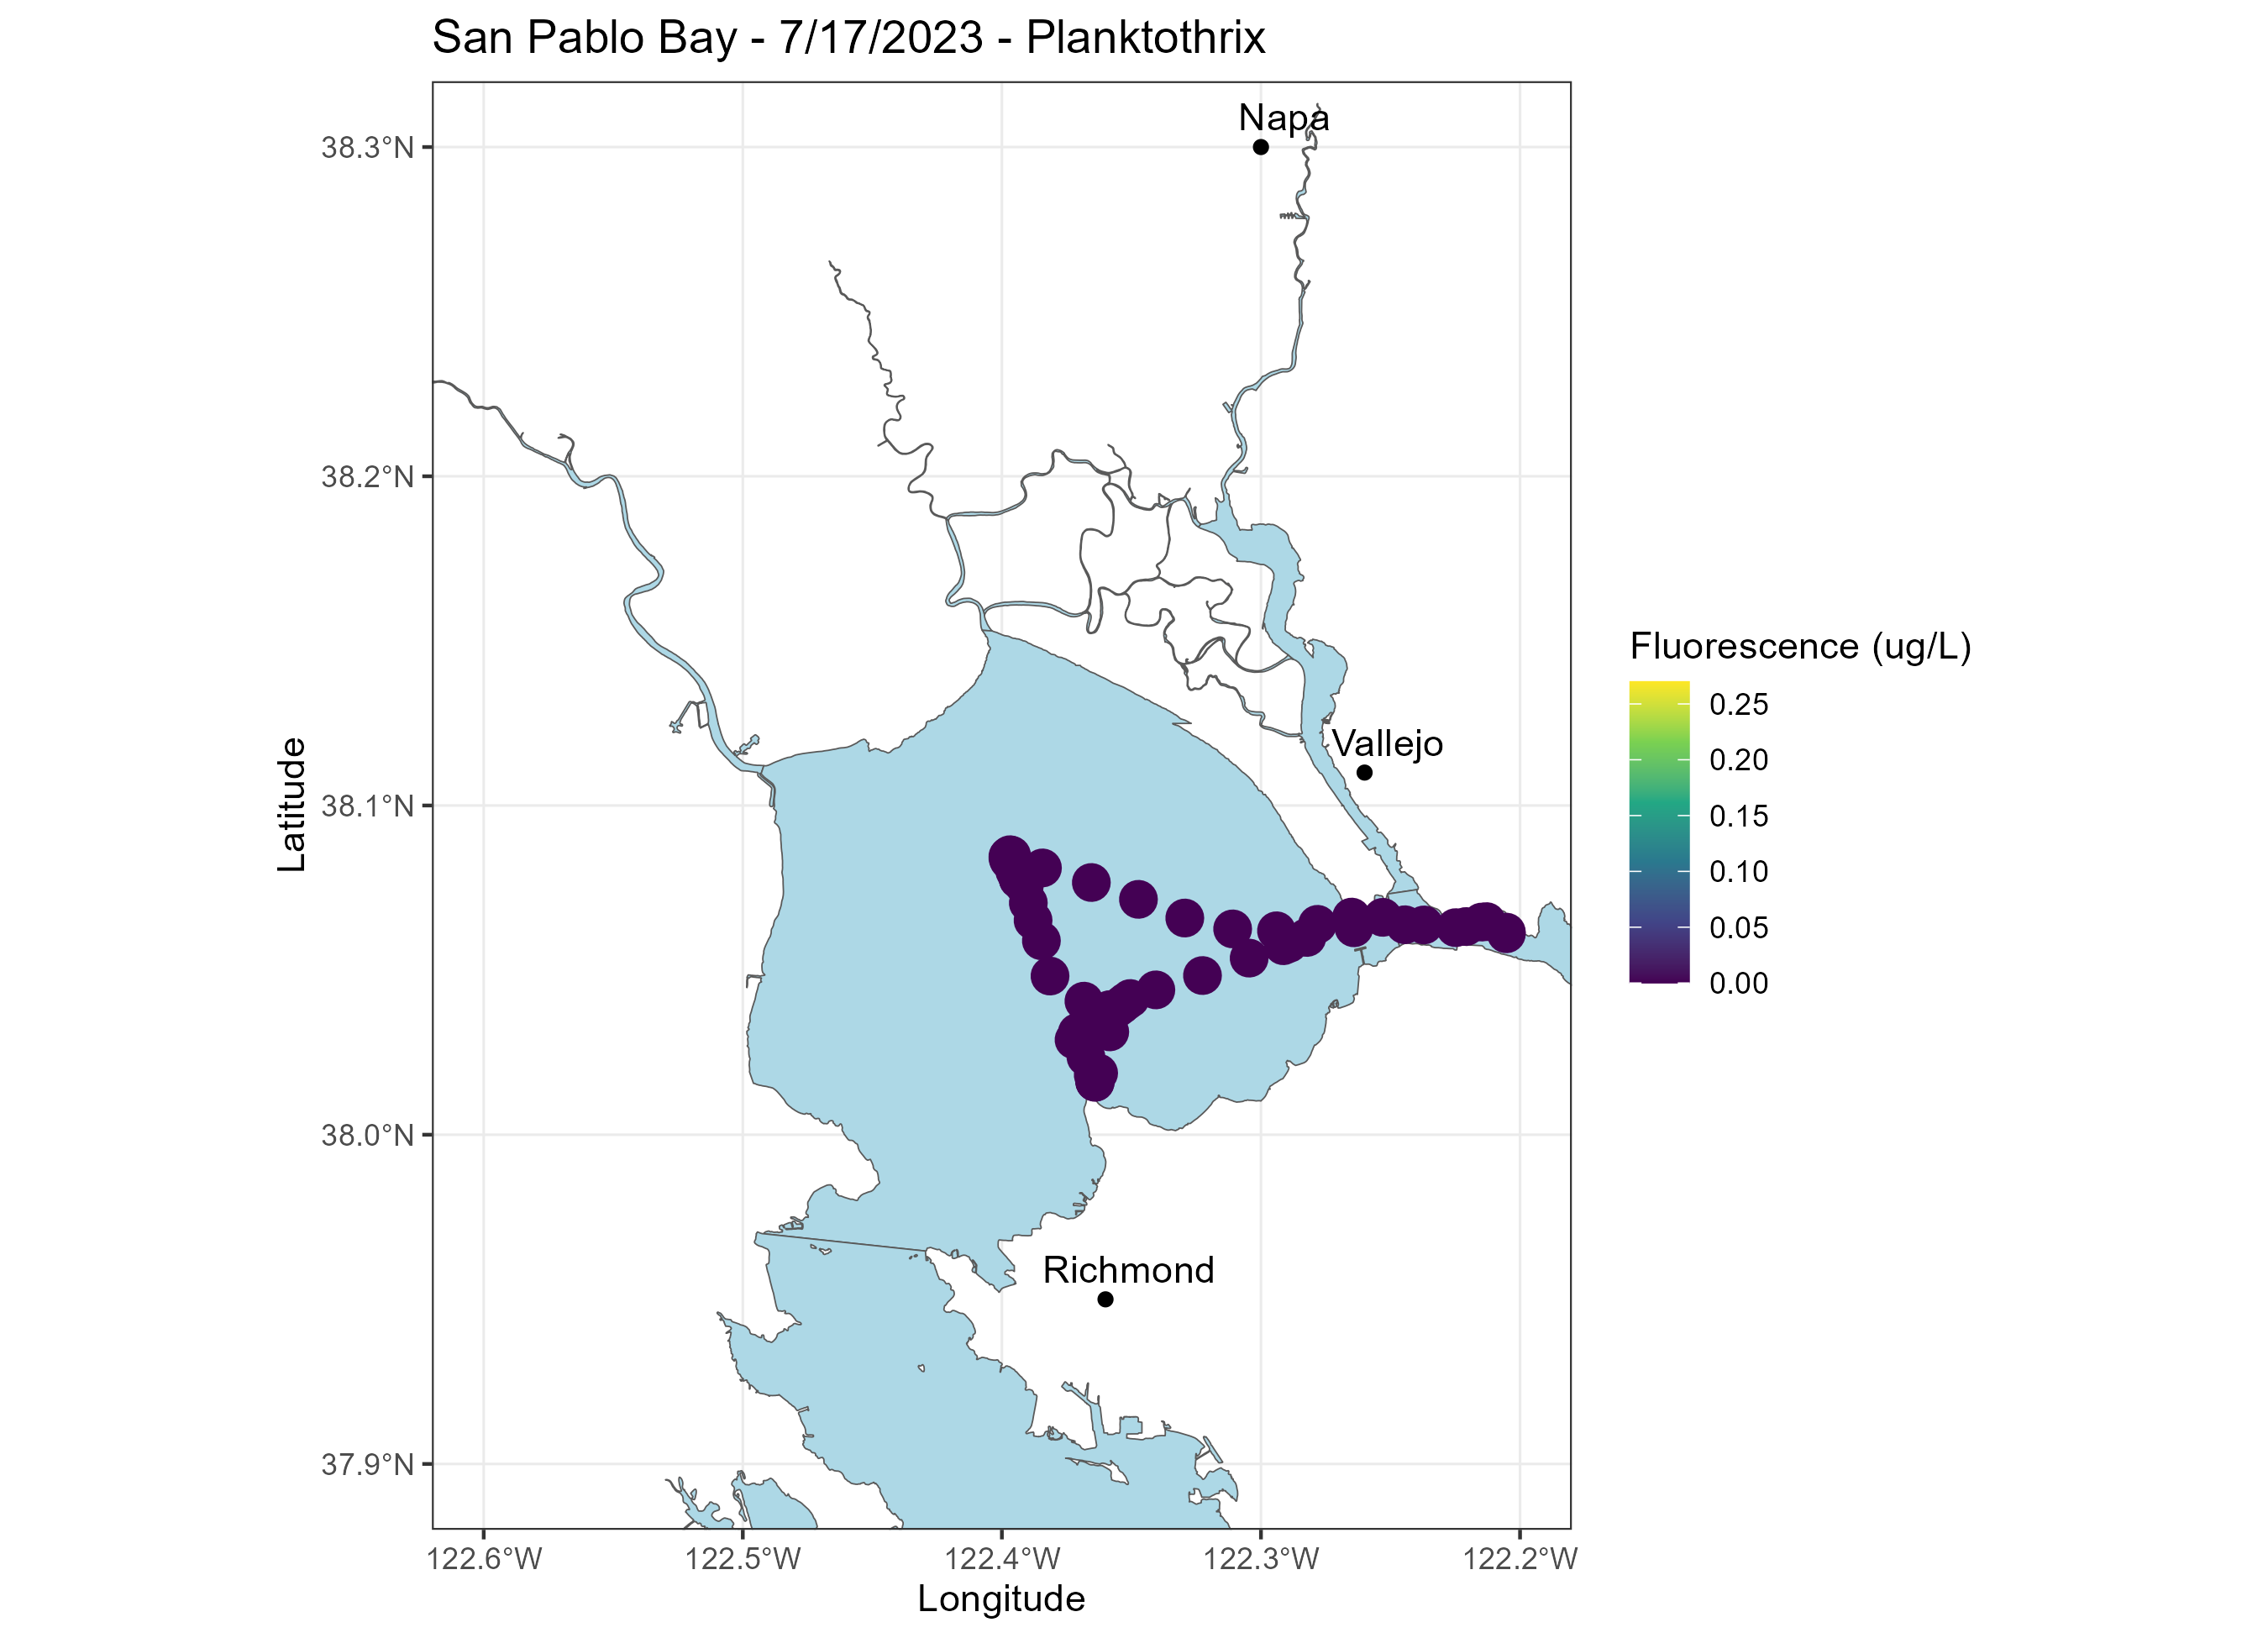 San Pablo Bay - 7/17/2023 - Planktothrix
Napa
38.3°N
38.2°N
Fluorescence (ug/L)
0.25
0.20
0.15
0.10
0.05
0.00
Vallejo
Latitude
38.1°N
38.0°N
Richmond
37.9°N
122.6°W
122.5°W
122.4°W
122.3°W
122.2°W
Longitude